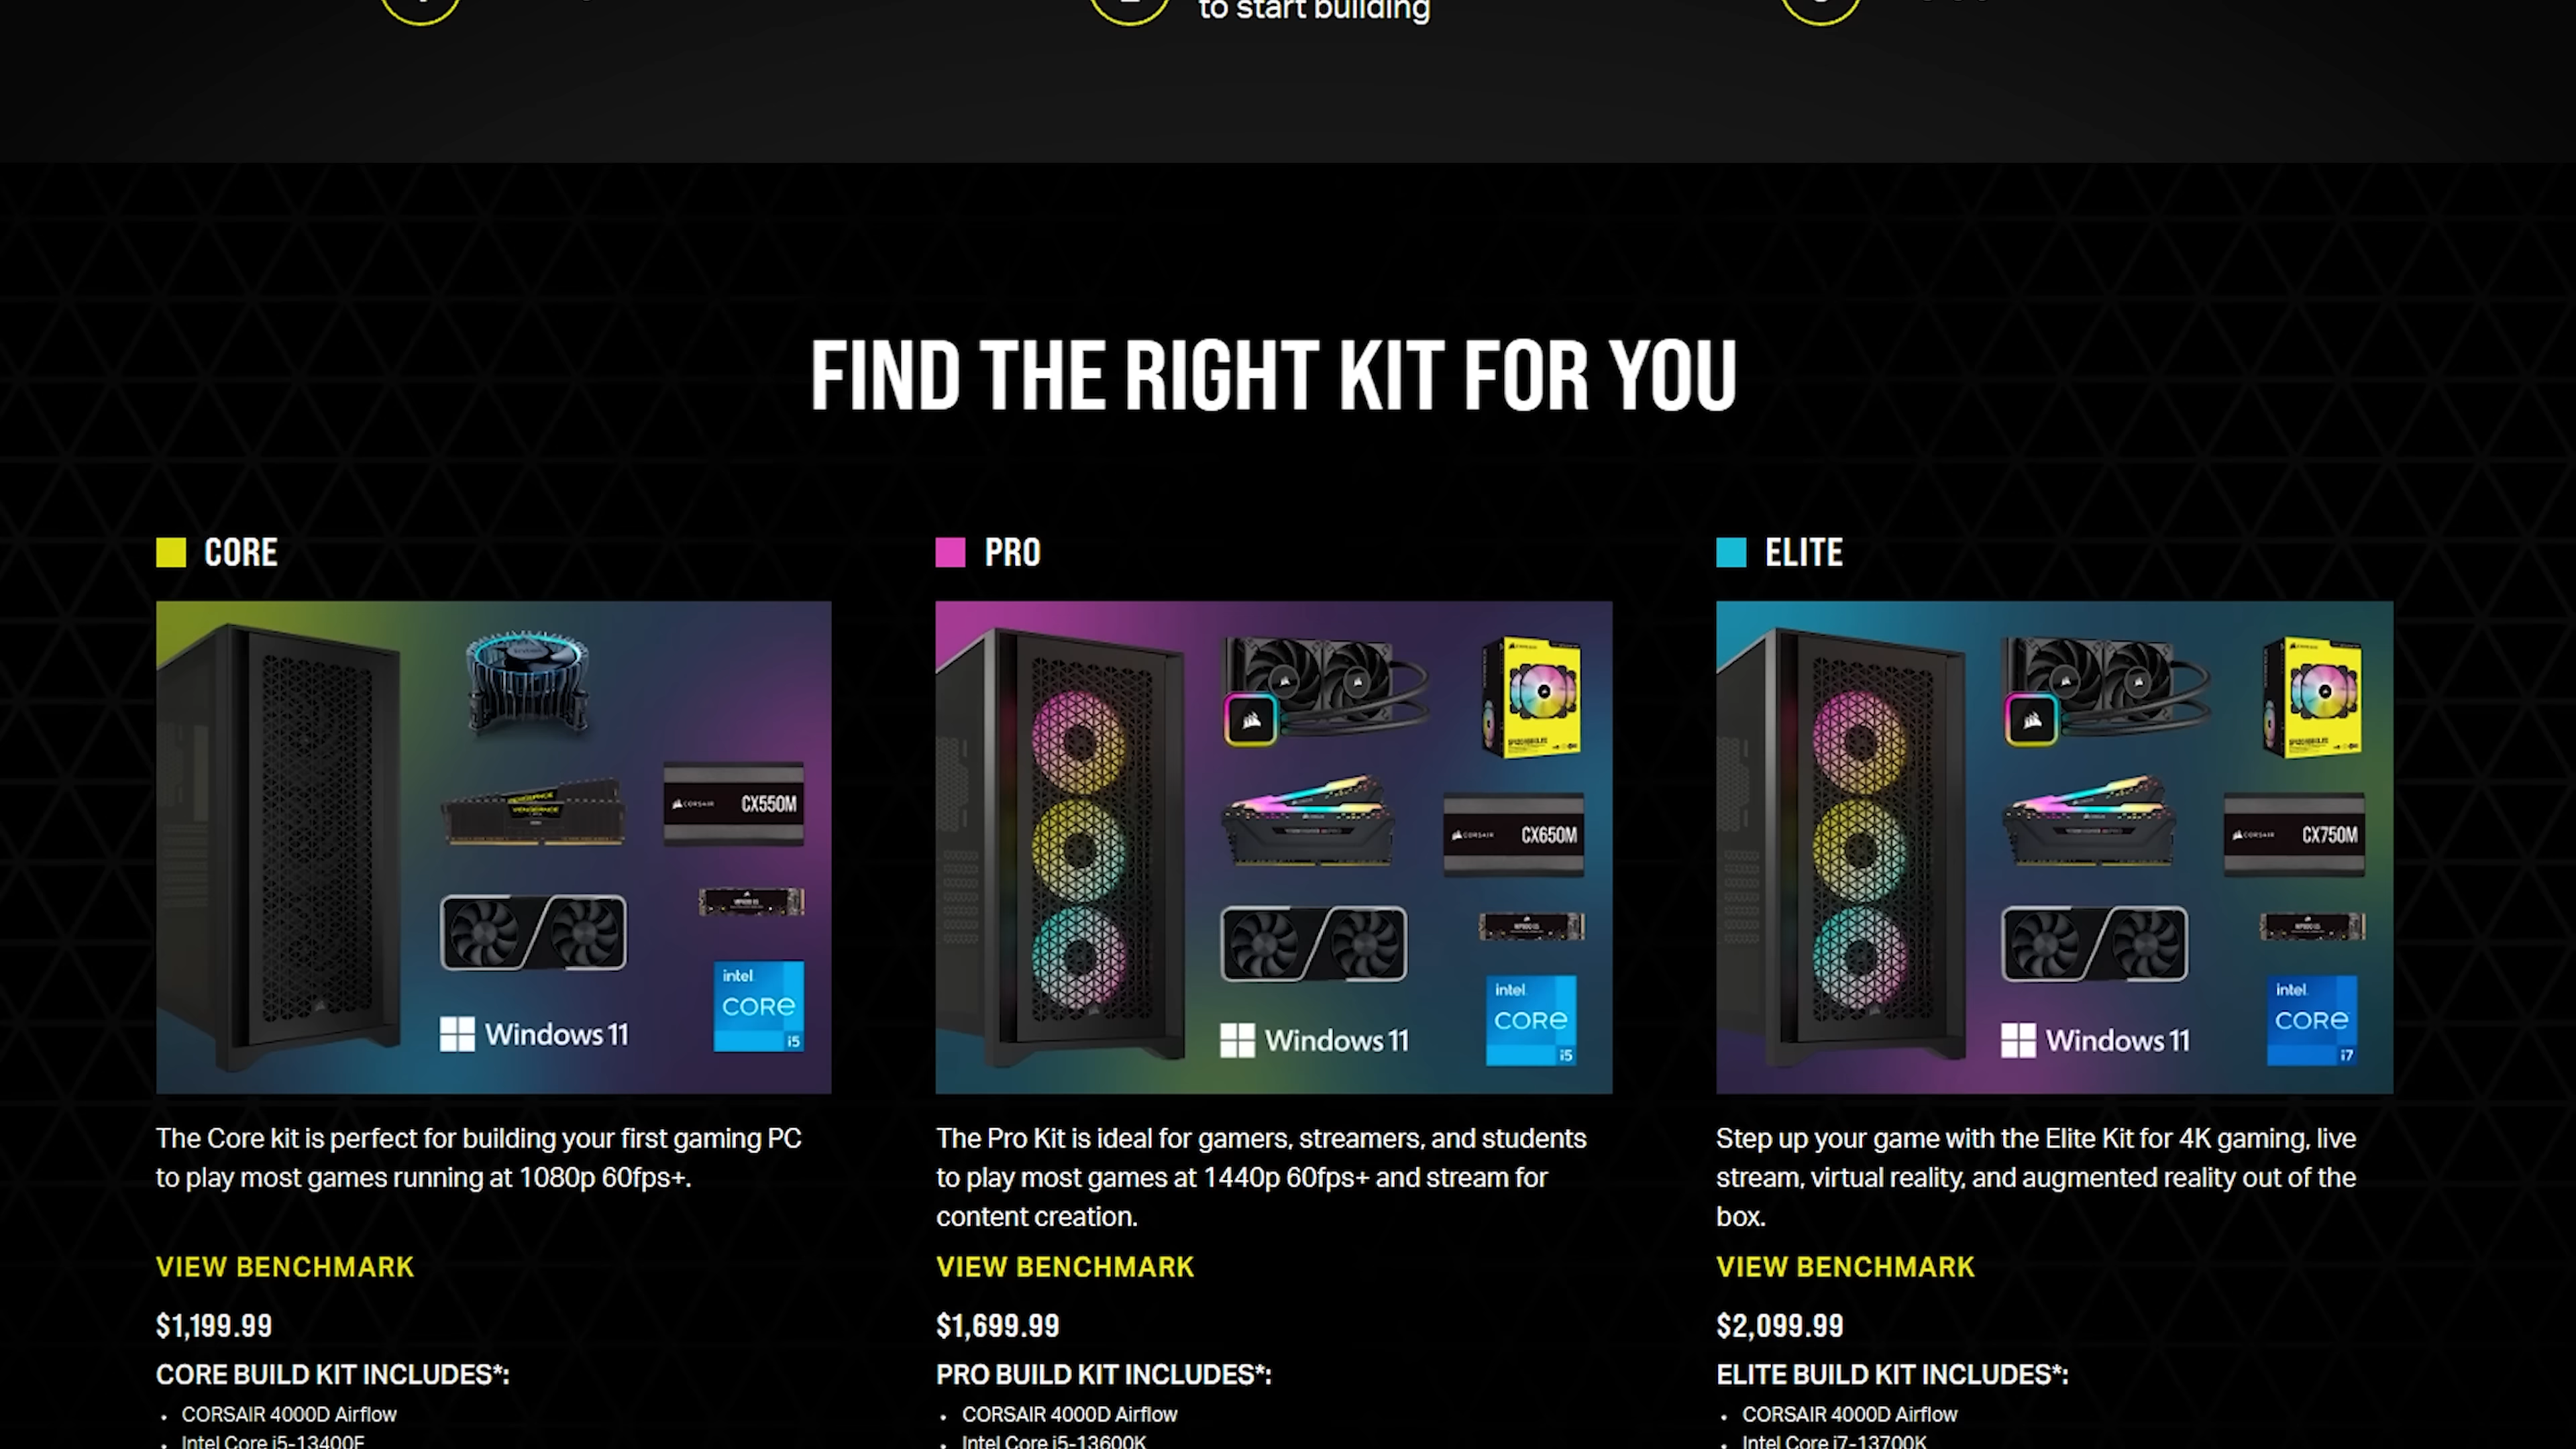 to start building
FIND THE RIGHT KIT FOR YOU
CORE
PRO
ELITE
CORSAIR CX550M
VENGEANCE
VENGEANCE
intel
CORE
i5
Windows 11
CORSAIR CX650M
intel
CORE
i5
Windows 11
CORSAIR CX750M
intel
CORE
i7
Windows 11
The Core kit is perfect for building your first gaming PC
to play most games running at 1080p 60fps+.
VIEW BENCHMARK
$1,199.99
CORE BUILD KIT INCLUDES*:
• CORSAIR 4000D Airflow
• Intel Core i5-13400F
The Pro Kit is ideal for gamers, streamers, and students
to play most games at 1440p 60fps+ and stream for
content creation.
VIEW BENCHMARK
$1,699.99
PRO BUILD KIT INCLUDES*:
• CORSAIR 4000D Airflow
• Intel Core i5-13600K
Step up your game with the Elite Kit for 4K gaming, live
stream, virtual reality, and augmented reality out of the
box.
VIEW BENCHMARK
$2,099.99
ELITE BUILD KIT INCLUDES*:
• CORSAIR 4000D Airflow
• Intel Core i7-13700K